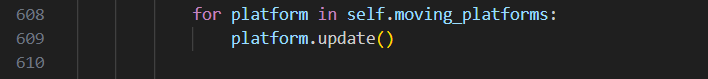 608 for platform in self.moving_platforms:
609 platform.update()
610